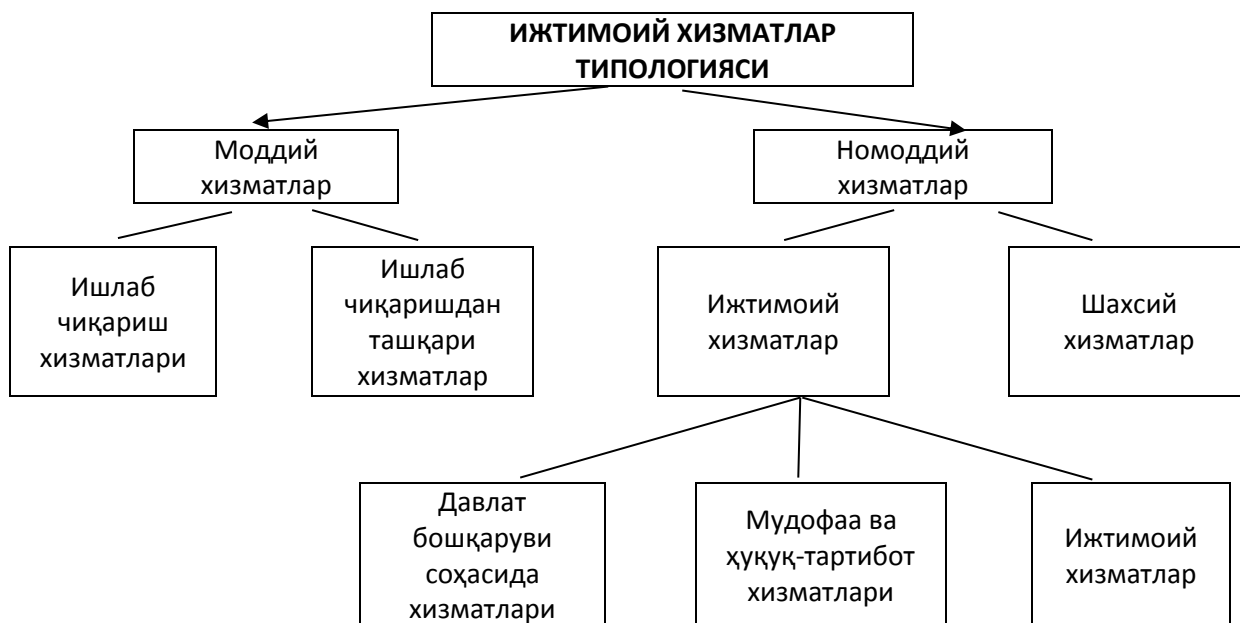 ИЖТИМОИЙ ХИЗМАТЛАР
ТИПОЛОГИЯСИ
Моддий
хизматлар
Номоддий
хизматлар
Ишлаб
чиқариш
хизматлари
Ишлаб
чиқаришдан
ташқари
хизматлар
Ижтимоий
хизматлар
Шахсий
хизматлар
Давлат
бошқаруви
соҳасида
хизматлари
Мудофаа ва
ҳуқуқ-тартибот
хизматлари
Ижтимоий
хизматлар